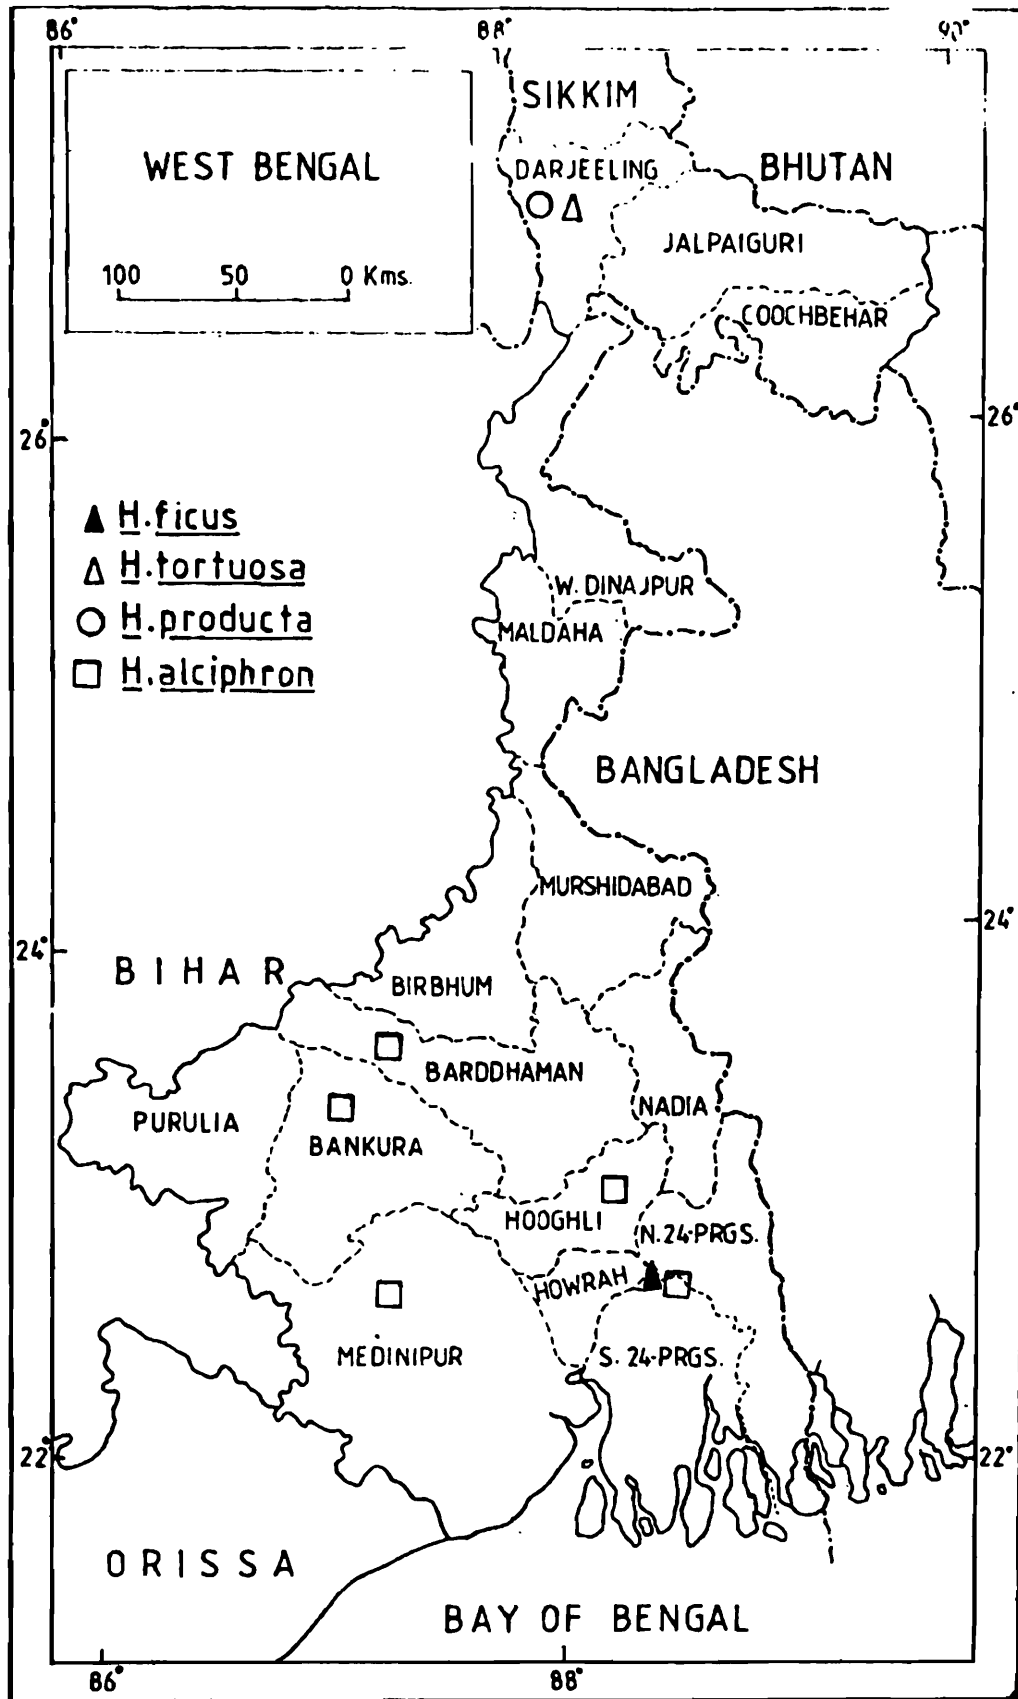 86° 88° 90°
SIKKIM
WEST BENGAL
DARJEELING
BHUTAN
JALPAIGURI
100 50 0 Kms.
COOCHBEHAR
26° 26°
H.ficus
H.tortuosa
H.producta
H.alciphron
W. DINAJPUR
MALDAHA
BANGLADESH
MURSHIDABAD
24° 24°
BIHAR
BIRBHUM
BARDDHAMAN
PURULIA
NADIA
BANKURA
HOOGHLI
N.24-PRGS.
HOWRAH
MEDINIPUR
S. 24-PRGS.
22° 22°
ORISSA
BAY OF BENGAL
86° 88°